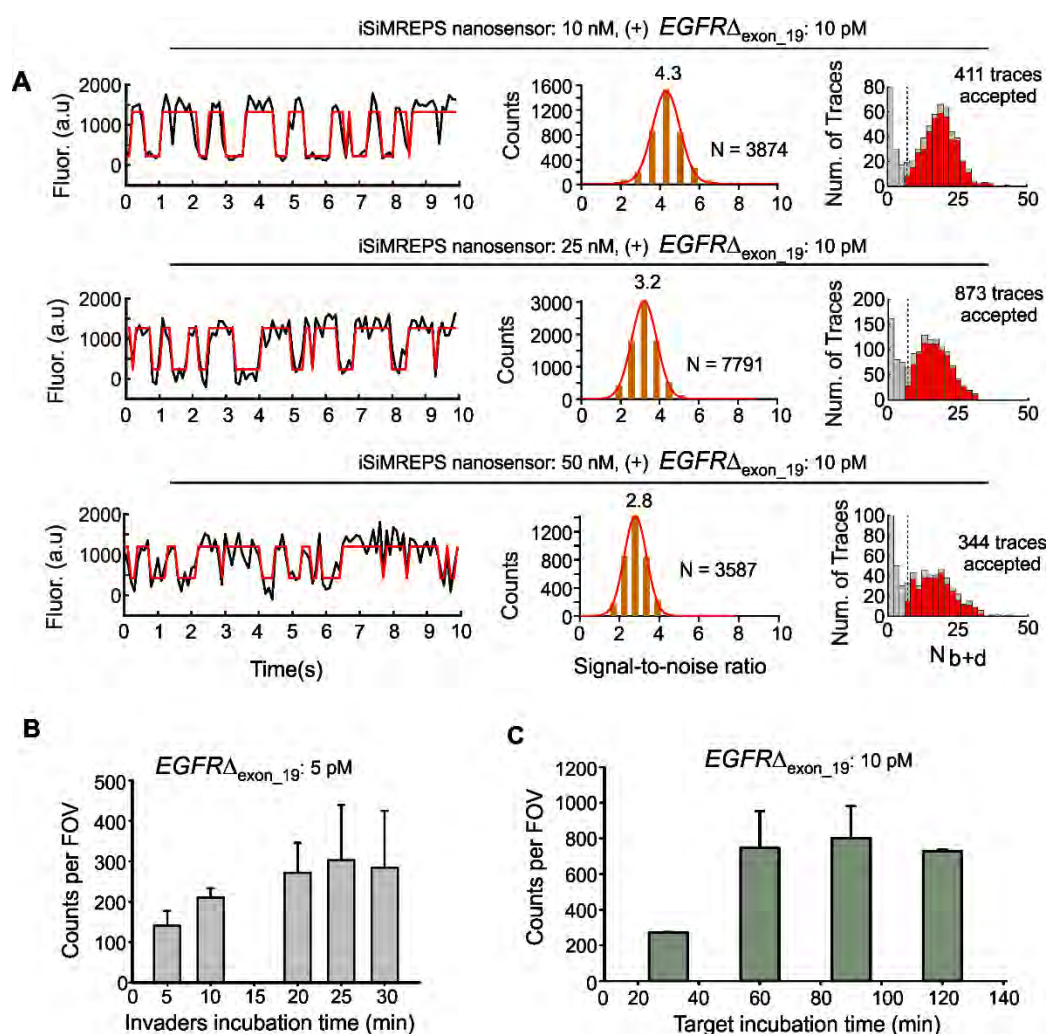 iSiMREPS nanosensor: 10 nM, (+) EGFRΔexon_19: 10 pM
A
Fluor. (a.u)
2000
1000
0
0 1 2 3 4 5 6 7 8 9 10
4.3
Counts
1600
1200
800
400
0
N = 3874
0 2 4 6 8 10
411 traces
accepted
Num. of Traces
80
60
40
20
0
0 25 50
iSiMREPS nanosensor: 25 nM, (+) EGFRΔexon_19: 10 pM
Fluor. (a.u)
2000
1000
0
0 1 2 3 4 5 6 7 8 9 10
3.2
Counts
3000
2000
1000
0
N = 7791
0 2 4 6 8 10
873 traces
accepted
Num. of Traces
200
150
100
50
0
0 25 50
iSiMREPS nanosensor: 50 nM, (+) EGFRΔexon_19: 10 pM
Fluor. (a.u)
2000
1000
0
0 1 2 3 4 5 6 7 8 9 10
Time(s)
2.8
Counts
1200
800
400
0
N = 3587
0 2 4 6 8 10
Signal-to-noise ratio
344 traces
accepted
Num. of Traces
100
80
60
40
20
0
0 25 50
N b+d
B
EGFRΔexon_19: 5 pM
Counts per FOV
500
400
300
200
100
0
5 10 15 20 25 30
Invaders incubation time (min)
C
EGFRΔexon_19: 10 pM
Counts per FOV
1200
1000
800
600
400
200
0
20 40 60 80 100 120 140
Target incubation time (min)